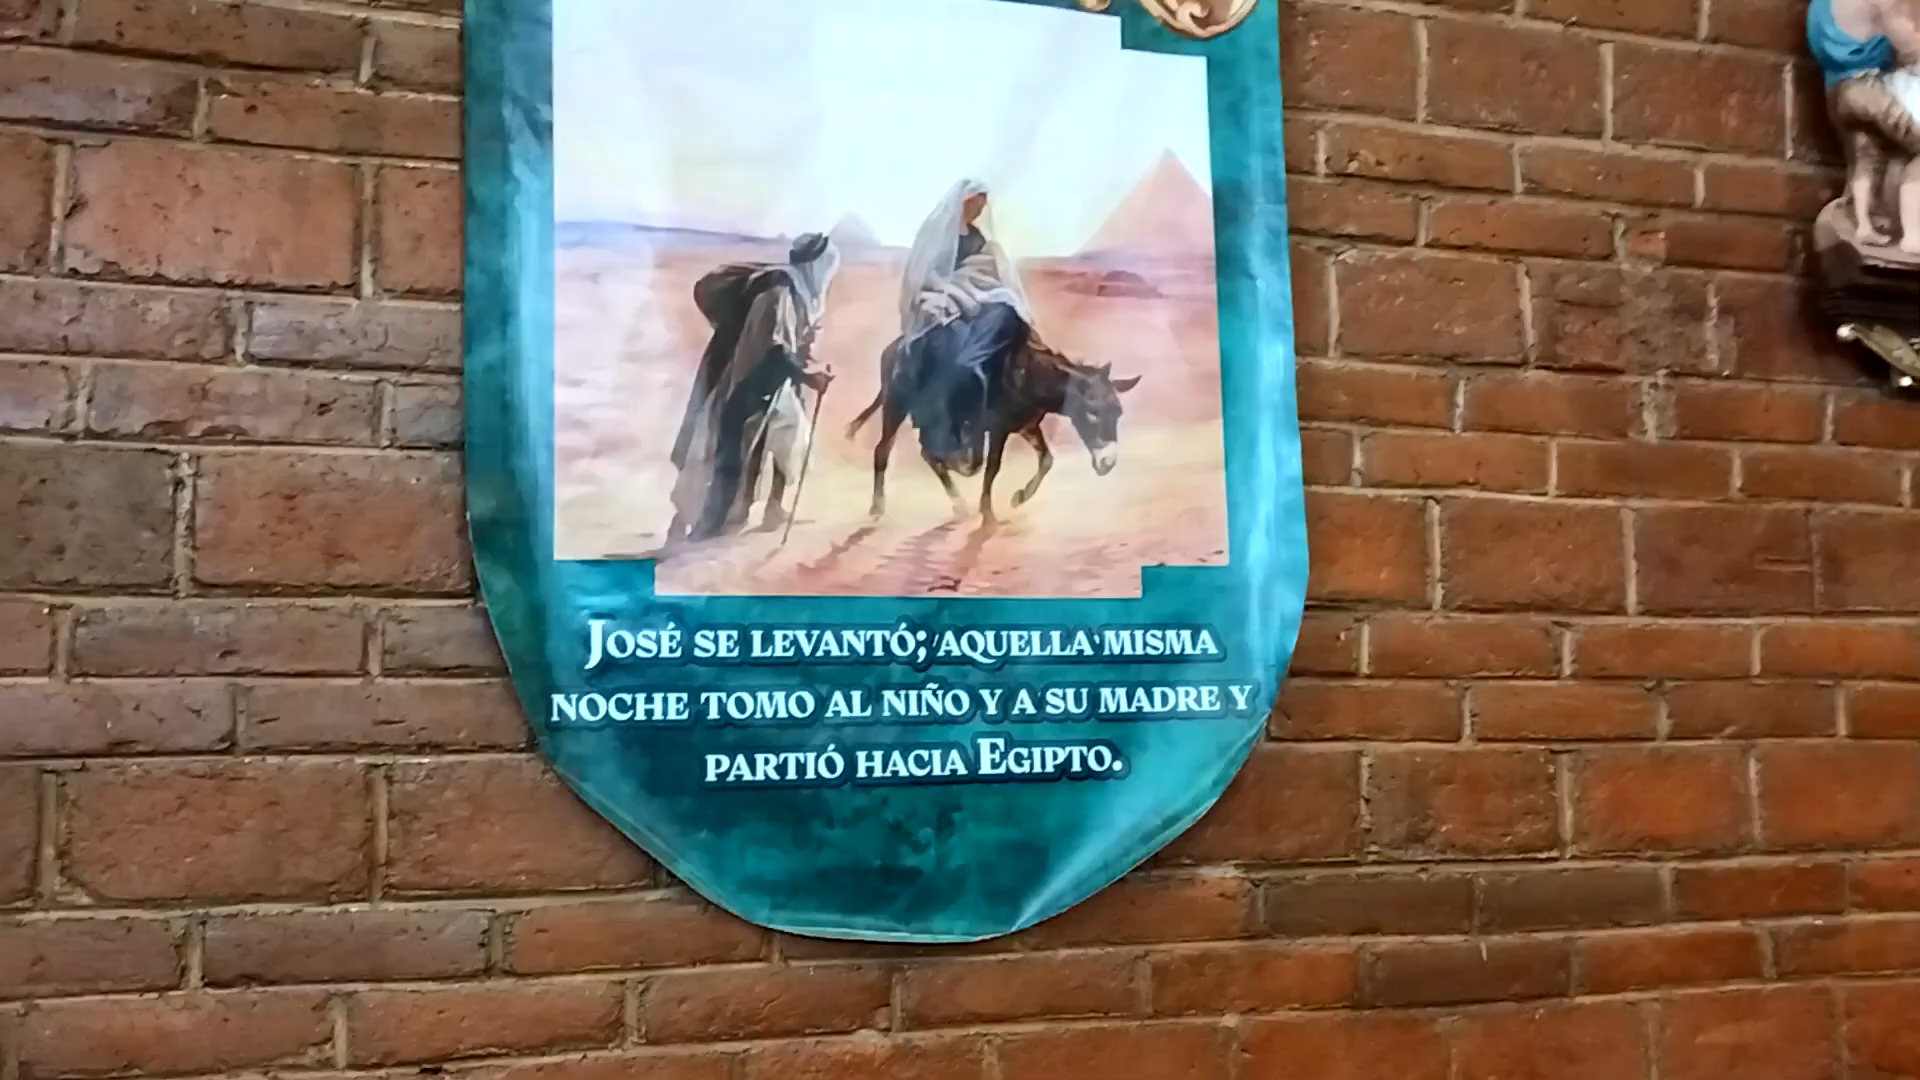 José se levantó; aquella misma
noche tomo al niño y a su madre y
partió hacia Egipto.